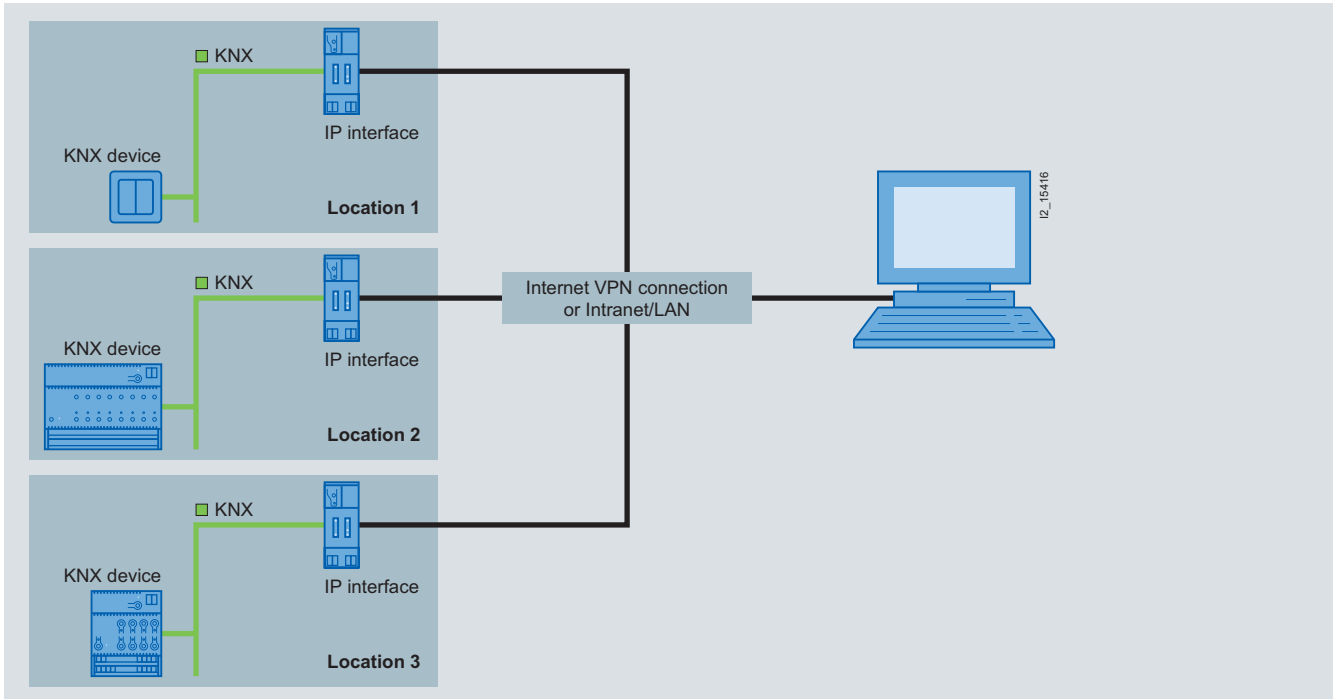 KNX
IP interface
KNX device
Location 1
KNX
IP interface
KNX device
Location 2
KNX
IP interface
KNX device
Location 3
Internet VPN connection
or Intranet/LAN
I2_15416